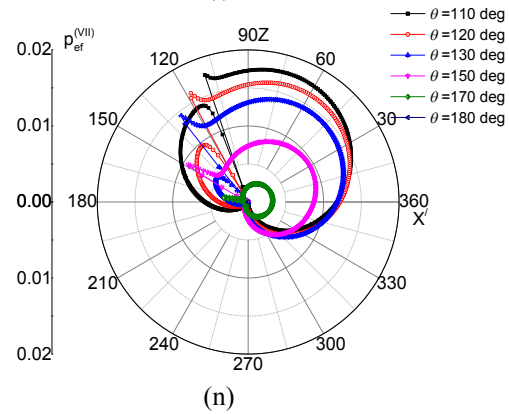 p_ef^(VII)
0.02
0.01
0.00
0.01
0.02
90Z
60
30
360
X/
330
300
270
240
210
180
150
120
θ =110 deg
θ =120 deg
θ =130 deg
θ =150 deg
θ =170 deg
θ =180 deg
(n)